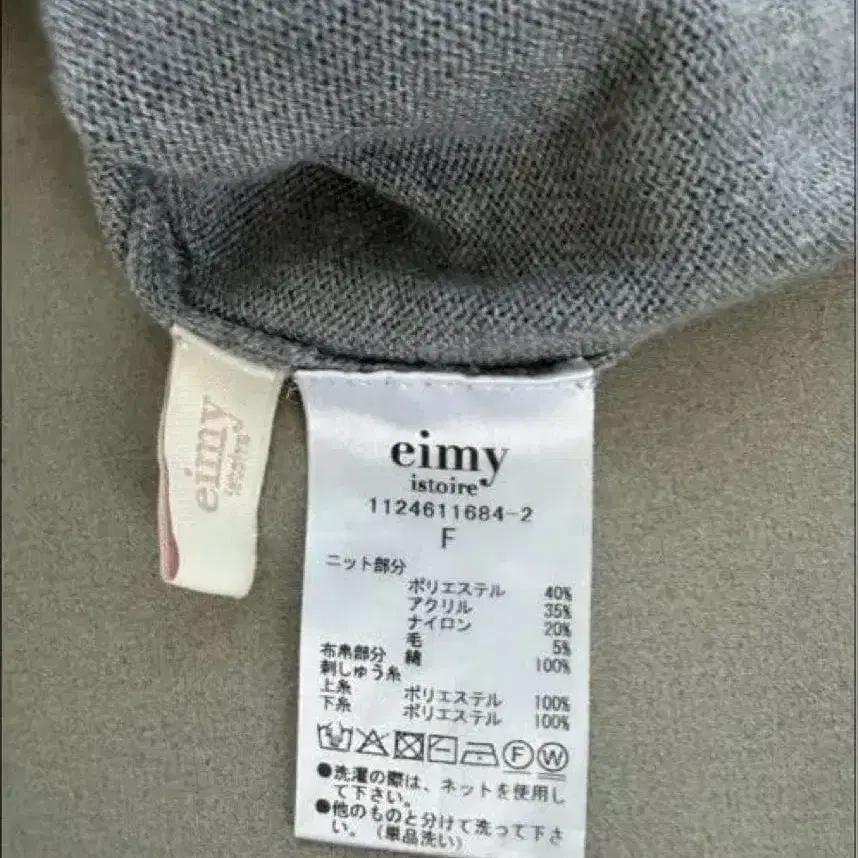 eimy
istoire
eimy
istoire
1124611684-2
F
ニット部分
ポリエステル 40%
アクリル 35%
ナイロン 20%
毛 5%
布帛部分 綿 100%
刺しゅう糸
上糸 ポリエステル 100%
下糸 ポリエステル 100%
F W
●洗濯の際は、ネットを使用し
て下さい。
●他のものと分けて洗って下さ
い。（単品洗い）